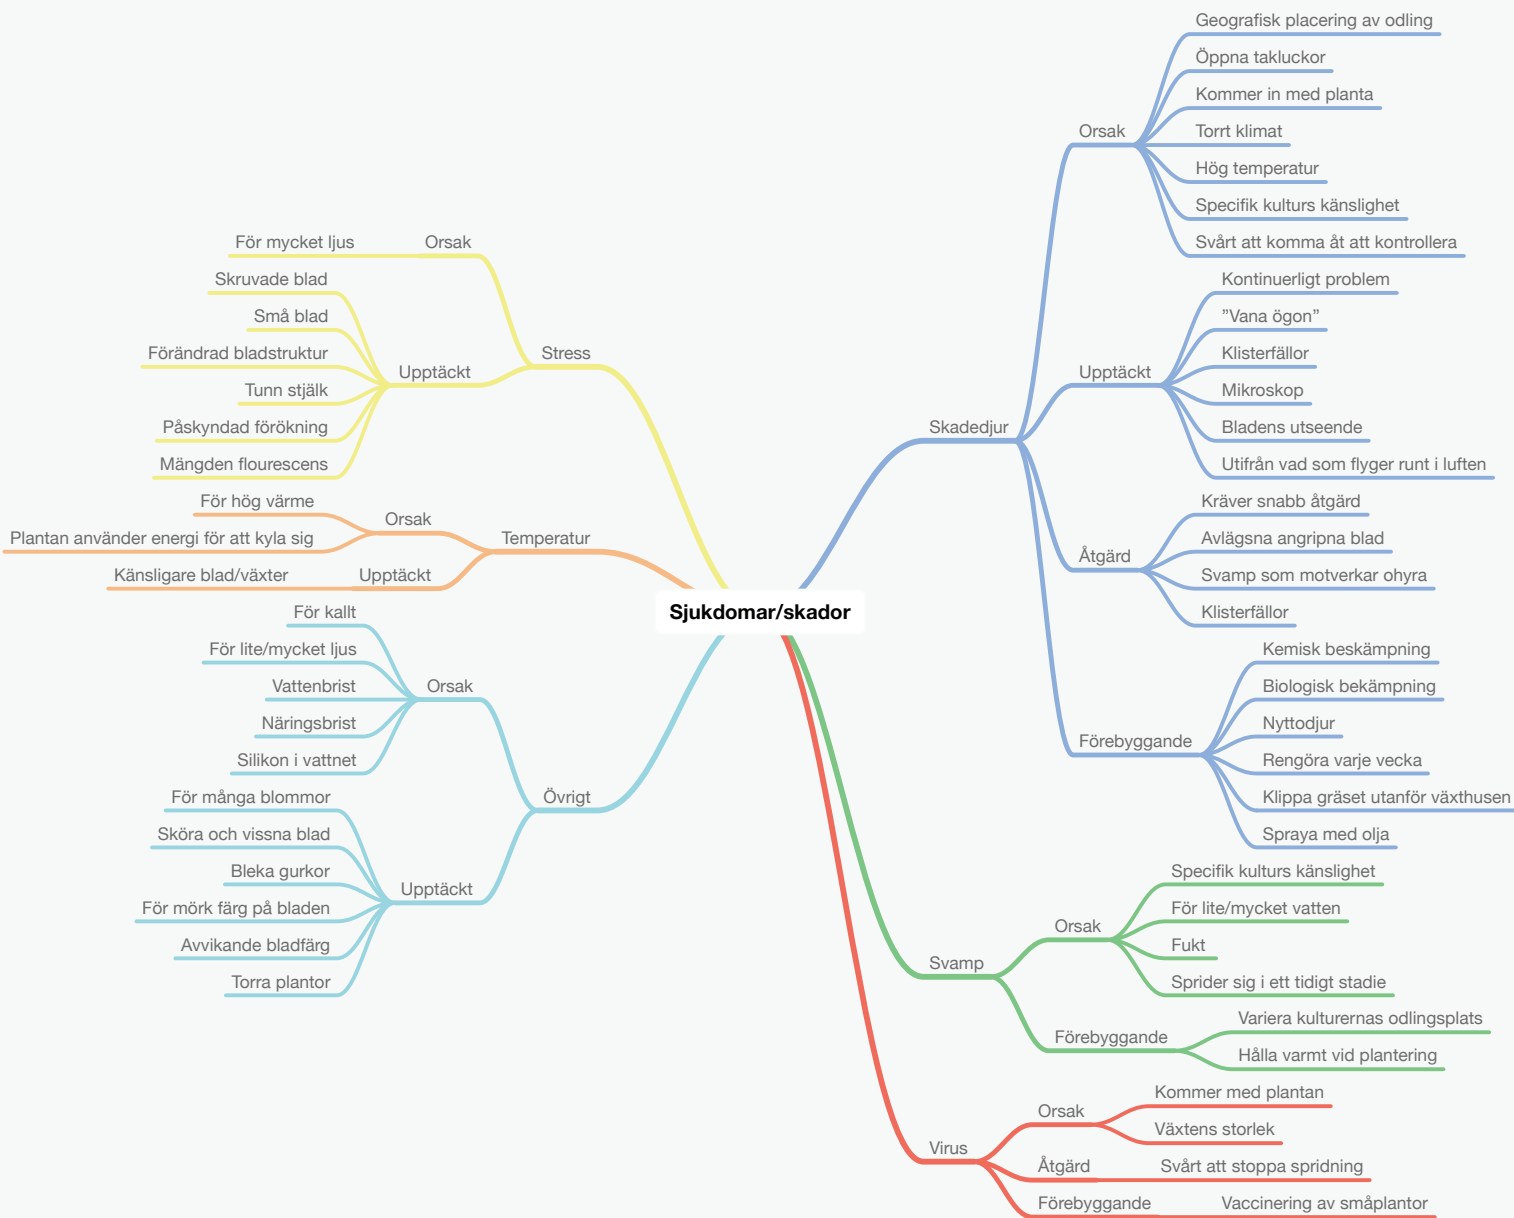 Sjukdomar/skador
Stress
Orsak
För mycket ljus
Upptäckt
Skruvade blad
Små blad
Förändrad bladstruktur
Tunn stjälk
Påskyndad förökning
Mängden flourescens
Temperatur
Orsak
För hög värme
Plantan använder energi för att kyla sig
Upptäckt
Känsligare blad/växter
Övrigt
Orsak
För kallt
För lite/mycket ljus
Vattenbrist
Näringsbrist
Silikon i vattnet
Upptäckt
För många blommor
Sköra och vissna blad
Bleka gurkor
För mörk färg på bladen
Avvikande bladfärg
Torra plantor
Skadedjur
Orsak
Geografisk placering av odling
Öppna takluckor
Kommer in med planta
Torrt klimat
Hög temperatur
Specifik kulturs känslighet
Svårt att komma åt att kontrollera
Upptäckt
Kontinuerligt problem
”Vana ögon”
Klisterfällor
Mikroskop
Bladens utseende
Utifrån vad som flyger runt i luften
Åtgärd
Kräver snabb åtgärd
Avlägsna angripna blad
Svamp som motverkar ohyra
Klisterfällor
Förebyggande
Kemisk beskämpning
Biologisk bekämpning
Nyttodjur
Rengöra varje vecka
Klippa gräset utanför växthusen
Spraya med olja
Svamp
Orsak
Specifik kulturs känslighet
För lite/mycket vatten
Fukt
Sprider sig i ett tidigt stadie
Förebyggande
Variera kulturernas odlingsplats
Hålla varmt vid plantering
Virus
Orsak
Kommer med plantan
Växtens storlek
Åtgärd
Svårt att stoppa spridning
Förebyggande
Vaccinering av småplantor